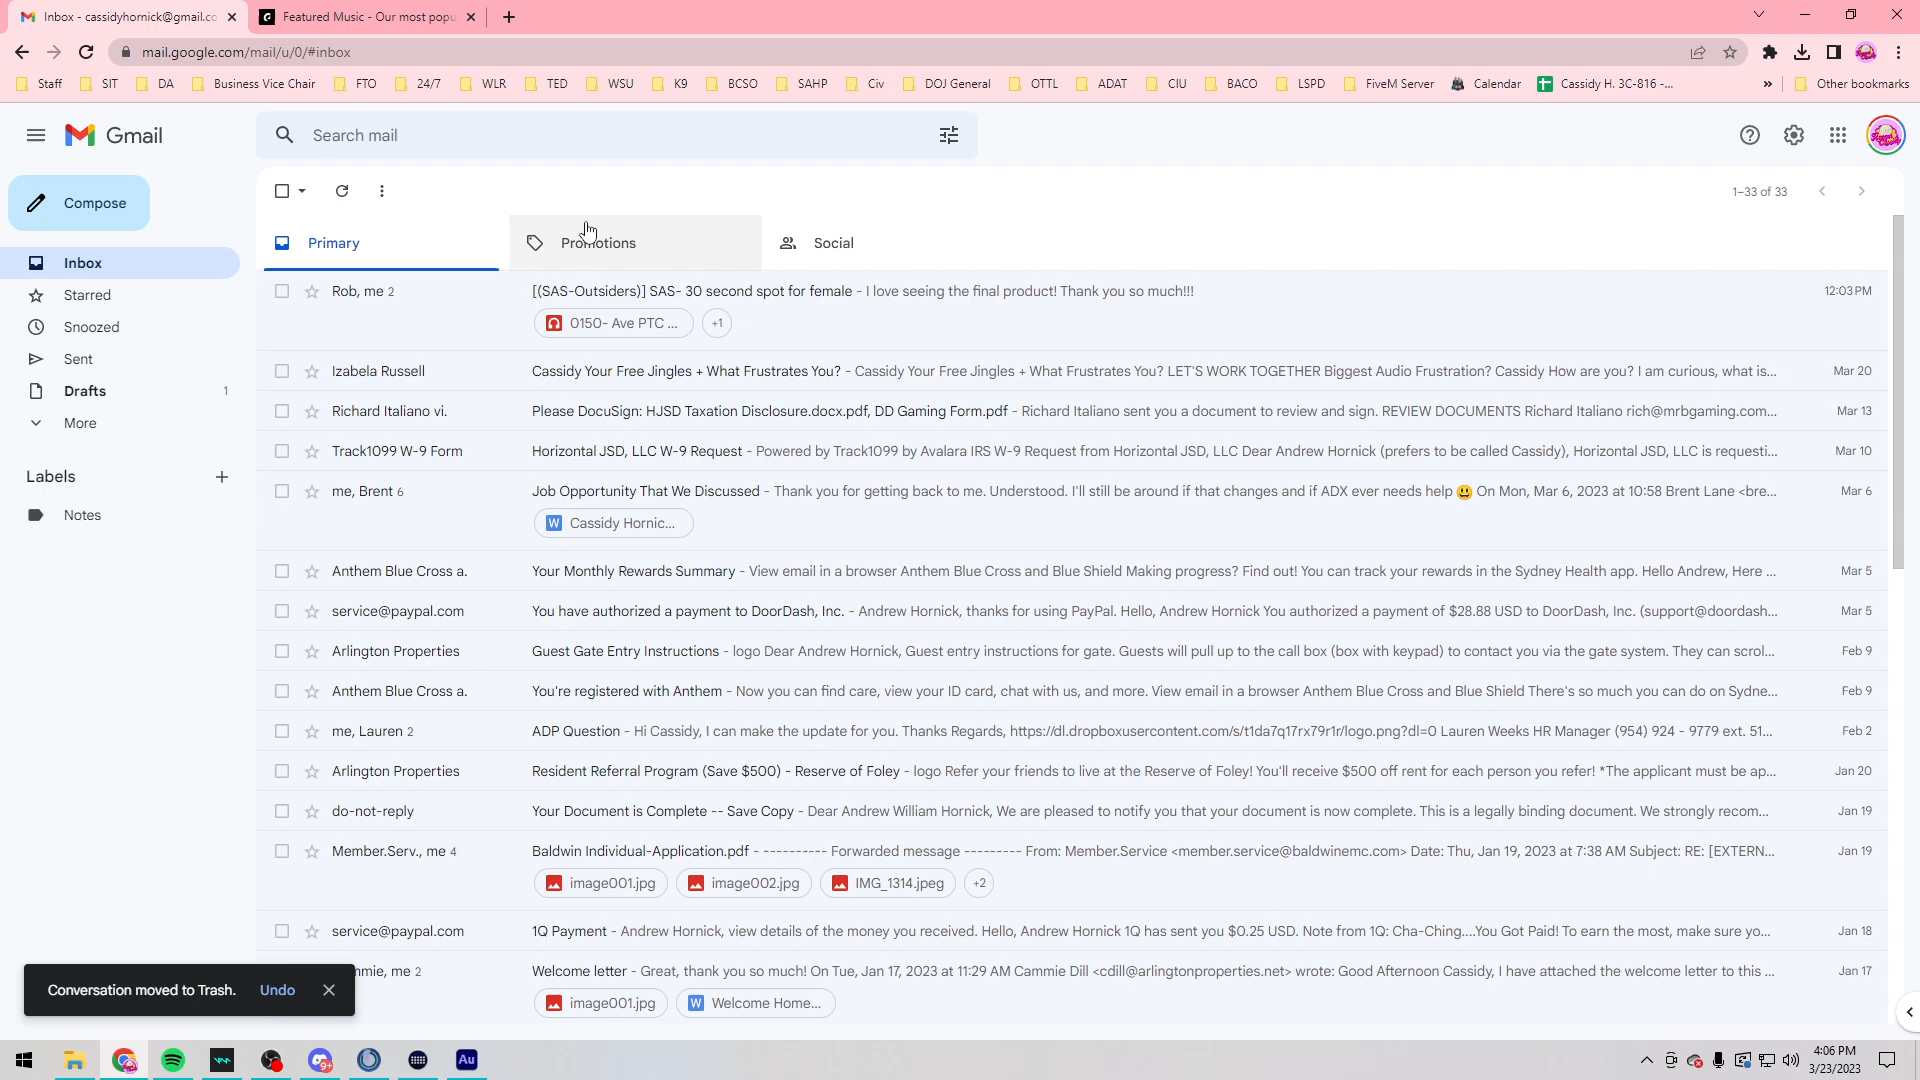 Inbox - cassidyhornick@gmail.co
Featured Music - Our most popu
mail.google.com/mail/u/0/#inbox
Staff SIT DA Business Vice Chair FTO 24/7 WLR TED WSU K9 BCSO SAHP Civ DOJ General OTTL ADAT CIU BACO LSPD FiveM Server Calendar Cassidy H. 3C-816 -... » Other bookmarks
Gmail
Search mail
Compose
1–33 of 33
Primary Promotions Social
Inbox
Starred
Snoozed
Sent
Drafts 1
More
Labels
Notes
Rob, me 2 [(SAS-Outsiders)] SAS- 30 second spot for female - I love seeing the final product! Thank you so much!!! 12:03 PM
0150- Ave PTC ... +1
Izabela Russell Cassidy Your Free Jingles + What Frustrates You? - Cassidy Your Free Jingles + What Frustrates You? LET'S WORK TOGETHER Biggest Audio Frustration? Cassidy How are you? I am curious, what is... Mar 20
Richard Italiano vi. Please DocuSign: HJSD Taxation Disclosure.docx.pdf, DD Gaming Form.pdf - Richard Italiano sent you a document to review and sign. REVIEW DOCUMENTS Richard Italiano rich@mrbgaming.com... Mar 13
Track1099 W-9 Form Horizontal JSD, LLC W-9 Request - Powered by Track1099 by Avalara IRS W-9 Request from Horizontal JSD, LLC Dear Andrew Hornick (prefers to be called Cassidy), Horizontal JSD, LLC is requesti... Mar 10
me, Brent 6 Job Opportunity That We Discussed - Thank you for getting back to me. Understood. I'll still be around if that changes and if ADX ever needs help 😃 On Mon, Mar 6, 2023 at 10:58 Brent Lane <bre... Mar 6
Cassidy Hornic...
Anthem Blue Cross a. Your Monthly Rewards Summary - View email in a browser Anthem Blue Cross and Blue Shield Making progress? Find out! You can track your rewards in the Sydney Health app. Hello Andrew, Here ... Mar 5
service@paypal.com You have authorized a payment to DoorDash, Inc. - Andrew Hornick, thanks for using PayPal. Hello, Andrew Hornick You authorized a payment of $28.88 USD to DoorDash, Inc. (support@doordash... Mar 5
Arlington Properties Guest Gate Entry Instructions - logo Dear Andrew Hornick, Guest entry instructions for gate. Guests will pull up to the call box (box with keypad) to contact you via the gate system. They can scrol... Feb 9
Anthem Blue Cross a. You're registered with Anthem - Now you can find care, view your ID card, chat with us, and more. View email in a browser Anthem Blue Cross and Blue Shield There's so much you can do on Sydne... Feb 9
me, Lauren 2 ADP Question - Hi Cassidy, I can make the update for you. Thanks Regards, https://dl.dropboxusercontent.com/s/t1da7q17rx79r1r/logo.png?dl=0 Lauren Weeks HR Manager (954) 924 - 9779 ext. 51... Feb 2
Arlington Properties Resident Referral Program (Save $500) - Reserve of Foley - logo Refer your friends to live at the Reserve of Foley! You'll receive $500 off rent for each person you refer! *The applicant must be ap... Jan 20
do-not-reply Your Document is Complete -- Save Copy - Dear Andrew William Hornick, We are pleased to notify you that your document is now complete. This is a legally binding document. We strongly recom... Jan 19
Member.Serv., me 4 Baldwin Individual-Application.pdf - ---------- Forwarded message --------- From: Member.Service <member.service@baldwinemc.com> Date: Thu, Jan 19, 2023 at 7:38 AM Subject: RE: [EXTERN... Jan 19
image001.jpg image002.jpg IMG_1314.jpeg +2
service@paypal.com 1Q Payment - Andrew Hornick, view details of the money you received. Hello, Andrew Hornick 1Q has sent you $0.25 USD. Note from 1Q: Cha-Ching....You Got Paid! To earn the most, make sure yo... Jan 18
mmie, me 2 Welcome letter - Great, thank you so much! On Tue, Jan 17, 2023 at 11:29 AM Cammie Dill <cdill@arlingtonproperties.net> wrote: Good Afternoon Cassidy, I have attached the welcome letter to this ... Jan 17
image001.jpg Welcome Home...
Conversation moved to Trash. Undo
9+ Au
4:06 PM
3/23/2023